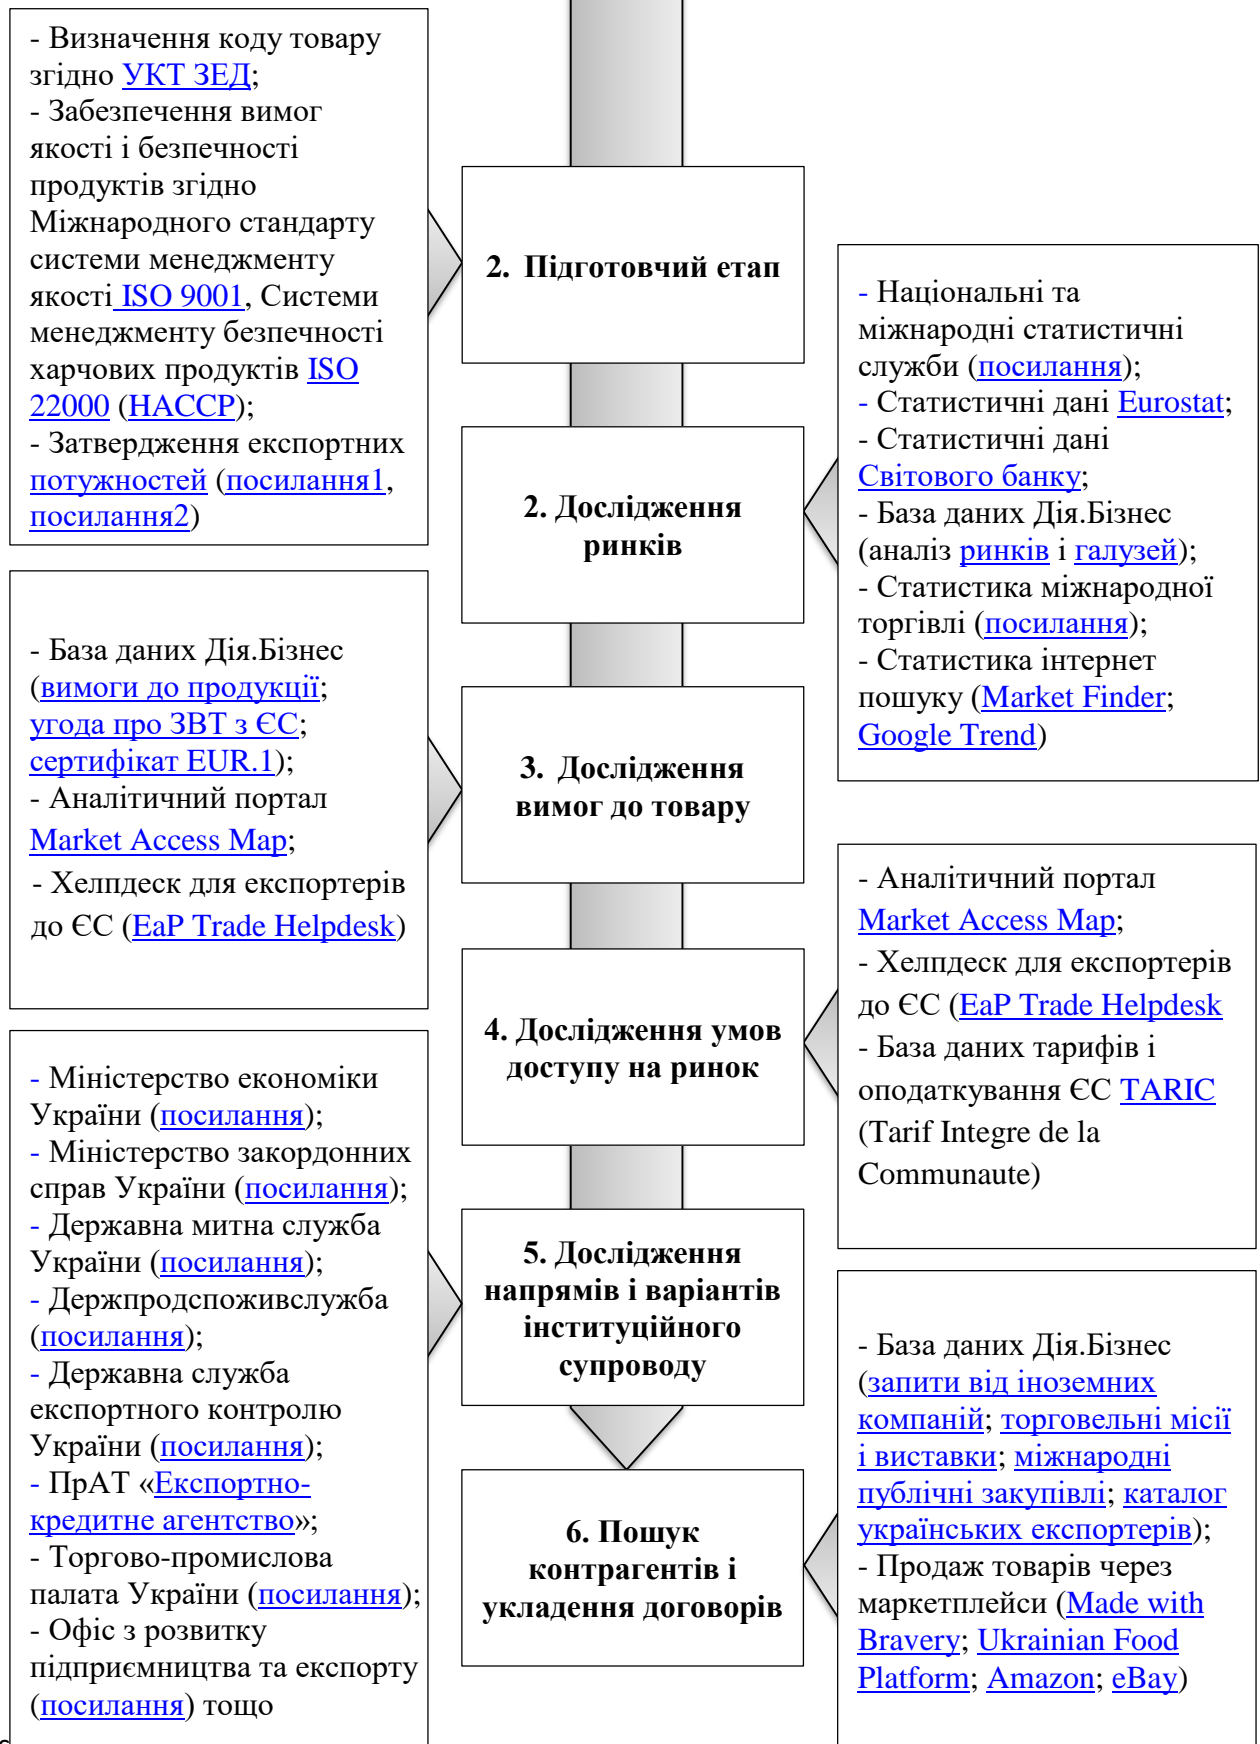 - Визначення коду товару
згідно УКТ ЗЕД;
- Забезпечення вимог
якості і безпечності
продуктів згідно
Міжнародного стандарту
системи менеджменту
якості ISO 9001, Системи
менеджменту безпечності
харчових продуктів ISO
22000 (HACCP);
- Затвердження експортних
потужностей (посилання1,
посилання2)
2. Підготовчий етап
- Національні та
міжнародні статистичні
служби (посилання);
- Статистичні дані Eurostat;
- Статистичні дані
Світового банку;
- База даних Дія.Бізнес
(аналіз ринків і галузей);
- Статистика міжнародної
торгівлі (посилання);
- Статистика інтернет
пошуку (Market Finder;
Google Trend)
2. Дослідження
ринків
- База даних Дія.Бізнес
(вимоги до продукції;
угода про ЗВТ з ЄС;
сертифікат EUR.1);
- Аналітичний портал
Market Access Map;
- Хелпдеск для експортерів
до ЄС (EaP Trade Helpdesk)
3. Дослідження
вимог до товару
- Аналітичний портал
Market Access Map;
- Хелпдеск для експортерів
до ЄС (EaP Trade Helpdesk
- База даних тарифів і
оподаткування ЄС TARIC
(Tarif Integre de la
Communaute)
4. Дослідження умов
доступу на ринок
- Міністерство економіки
України (посилання);
- Міністерство закордонних
справ України (посилання);
- Державна митна служба
України (посилання);
- Держпродспоживслужба
(посилання);
- Державна служба
експортного контролю
України (посилання);
- ПрАТ «Експортно-
кредитне агентство»;
- Торгово-промислова
палата України (посилання);
- Офіс з розвитку
підприємництва та експорту
(посилання) тощо
5. Дослідження
напрямів і варіантів
інституційного
супроводу
- База даних Дія.Бізнес
(запити від іноземних
компаній; торговельні місії
і виставки; міжнародні
публічні закупівлі; каталог
українських експортерів);
- Продаж товарів через
маркетплейси (Made with
Bravery; Ukrainian Food
Platform; Amazon; eBay)
6. Пошук
контрагентів і
укладення договорів